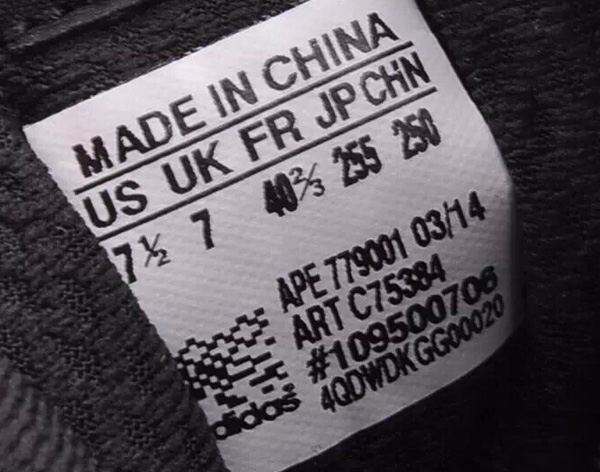 MADE IN CHINA
US UK FR JP CHN
7½ 7 40⅔ 255 250
APE 779001 03/14
ART C75384
#109500706
4QDWDKGG00020
adidas